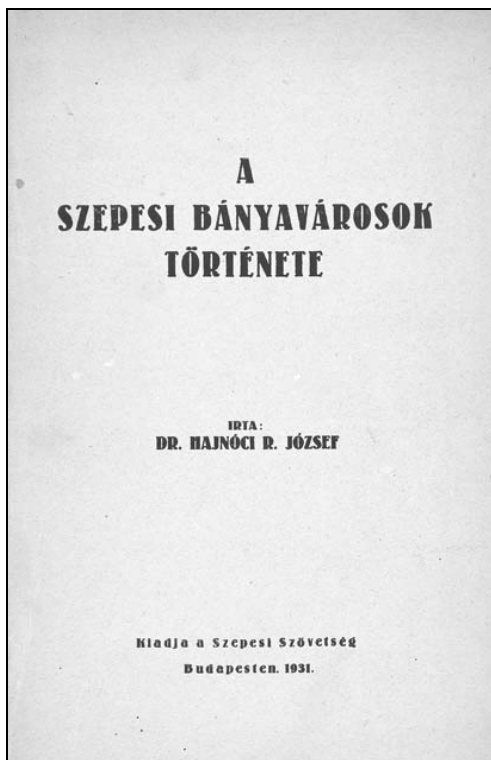 A
SZEPESI BÁNYAVÁROSOK
TÖRTÉNETE
IRTA:
DR. HAJNÓCI R. JÓZSEF
Kiadja a Szepesi Szövetség
Budapesten. 1931.